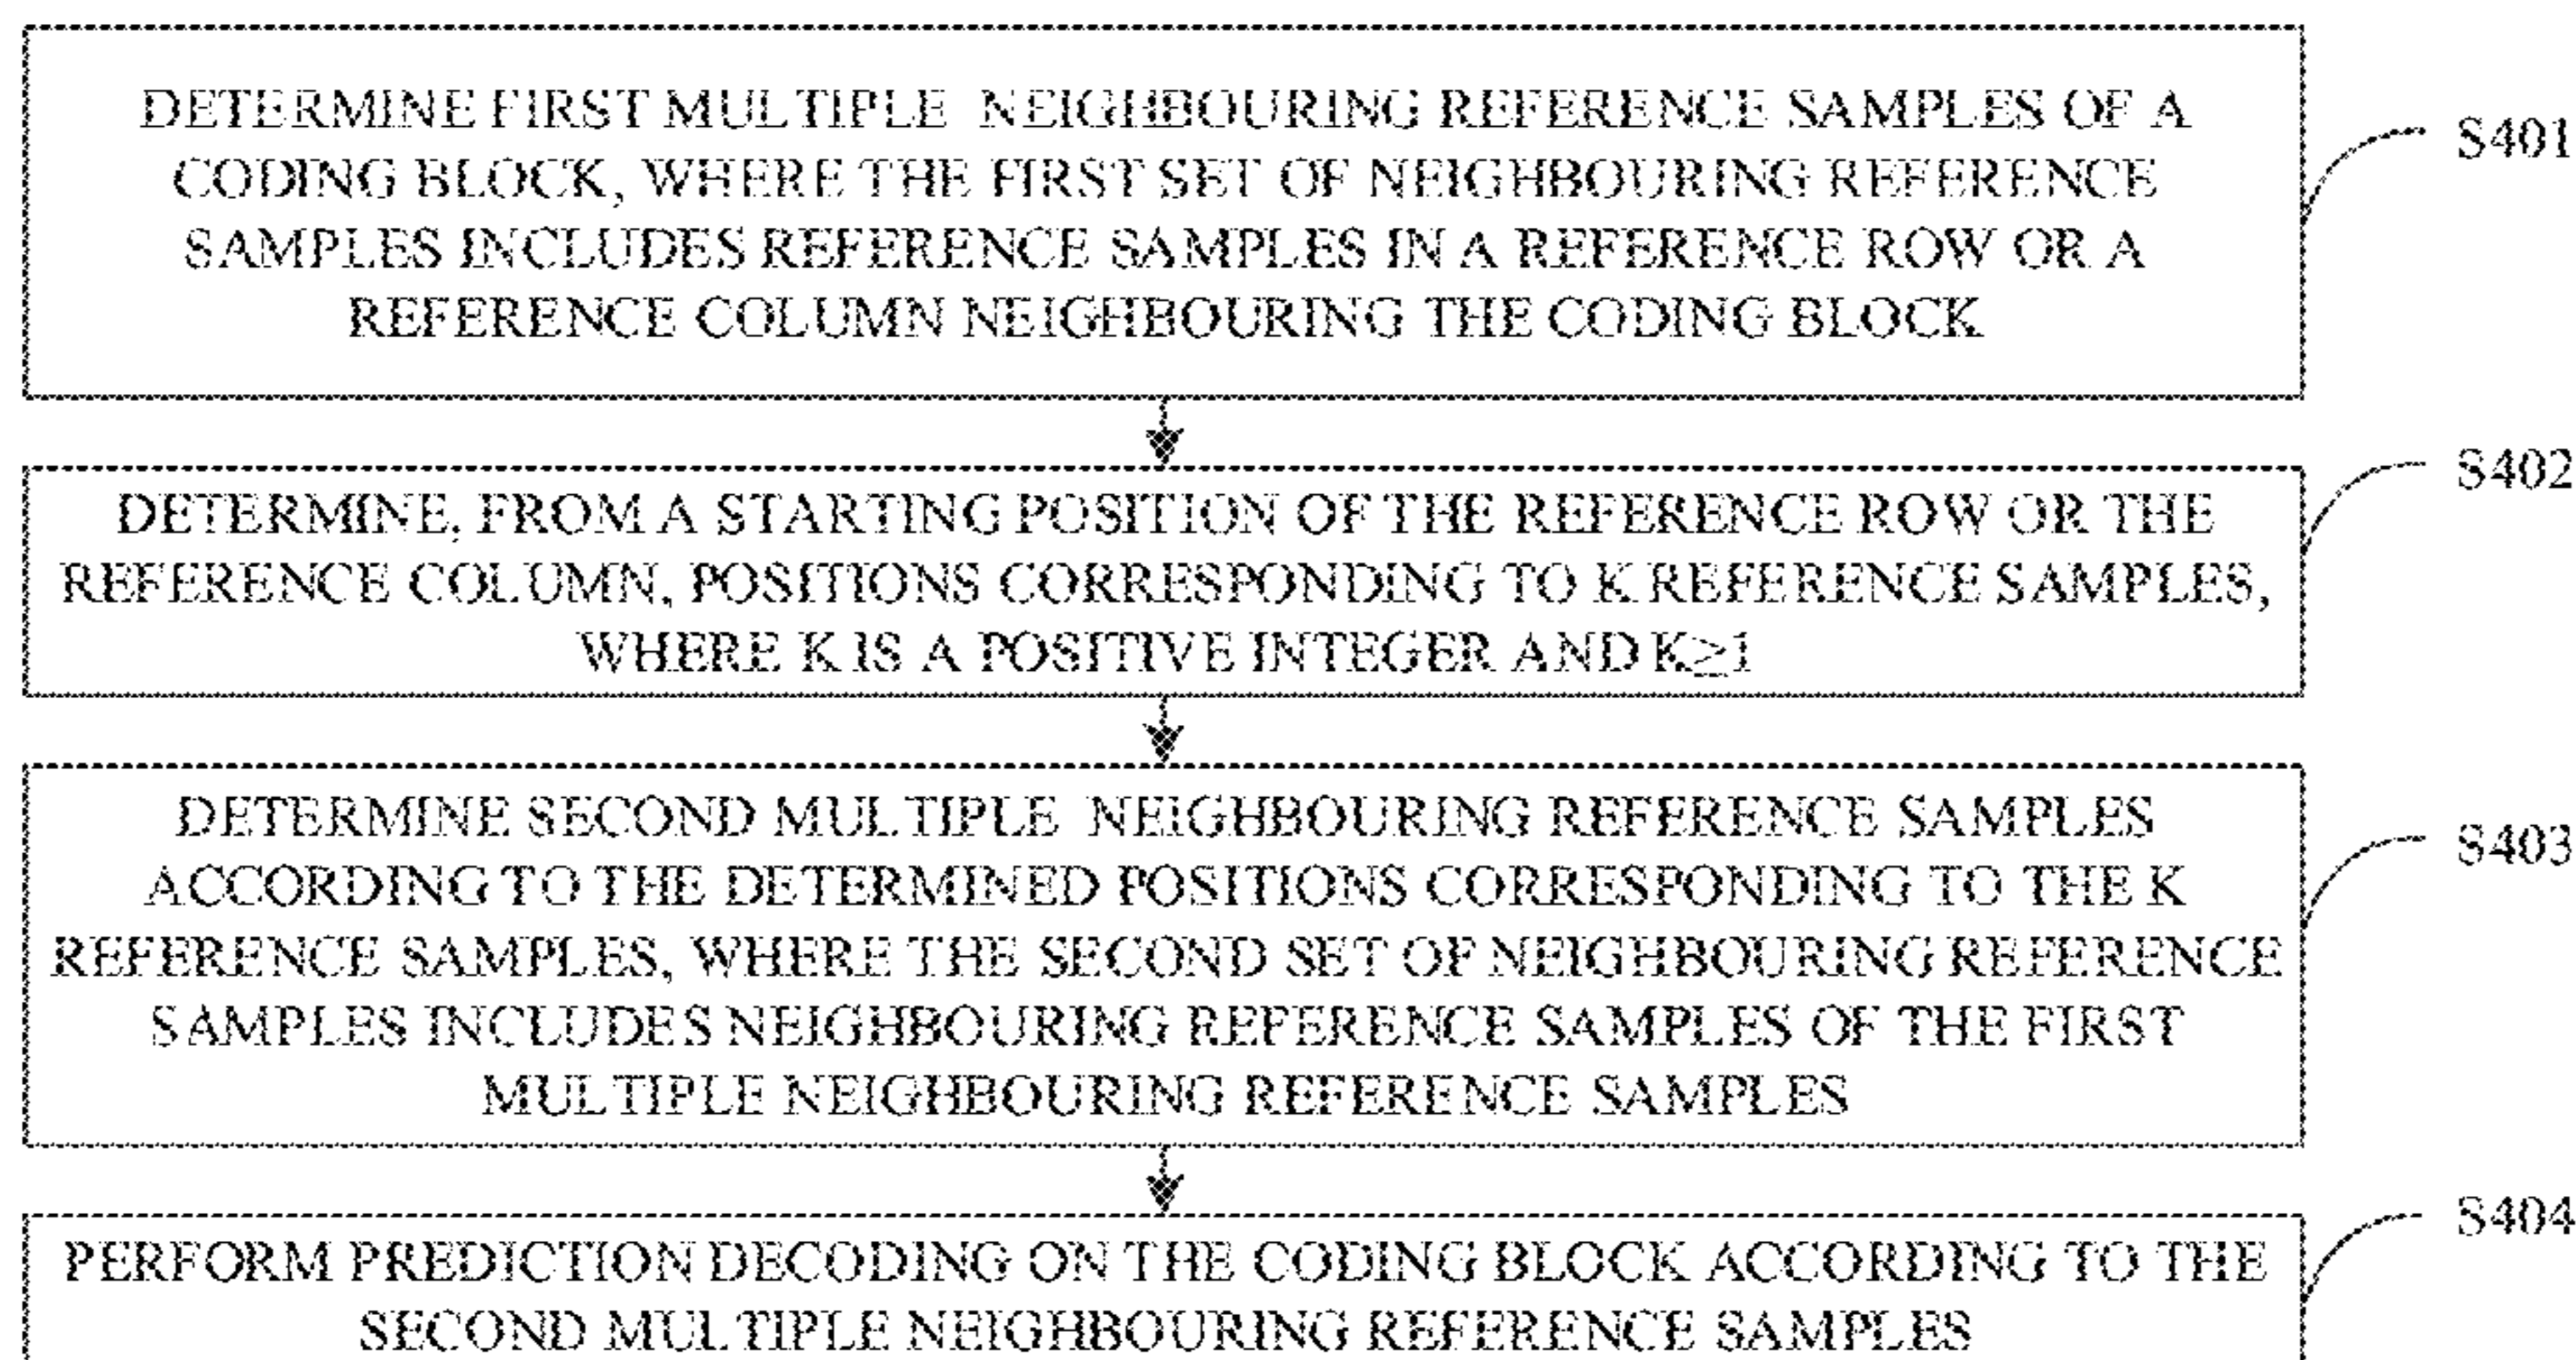 DETERMINE FIRST MULTIPLE NEIGHBOURING REFERENCE SAMPLES OF A
CODING BLOCK, WHERE THE FIRST SET OF NEIGHBOURING REFERENCE
SAMPLES INCLUDES REFERENCE SAMPLES IN A REFERENCE ROW OR A
REFERENCE COLUMN NEIGHBOURING THE CODING BLOCK
S401
DETERMINE, FROM A STARTING POSITION OF THE REFERENCE ROW OR THE
REFERENCE COLUMN, POSITIONS CORRESPONDING TO K REFERENCE SAMPLES,
WHERE K IS A POSITIVE INTEGER AND K≥1
S402
DETERMINE SECOND MULTIPLE NEIGHBOURING REFERENCE SAMPLES
ACCORDING TO THE DETERMINED POSITIONS CORRESPONDING TO THE K
REFERENCE SAMPLES, WHERE THE SECOND SET OF NEIGHBOURING REFERENCE
SAMPLES INCLUDES NEIGHBOURING REFERENCE SAMPLES OF THE FIRST
MULTIPLE NEIGHBOURING REFERENCE SAMPLES
S403
PERFORM PREDICTION DECODING ON THE CODING BLOCK ACCORDING TO THE
SECOND MULTIPLE NEIGHBOURING REFERENCE SAMPLES
S404